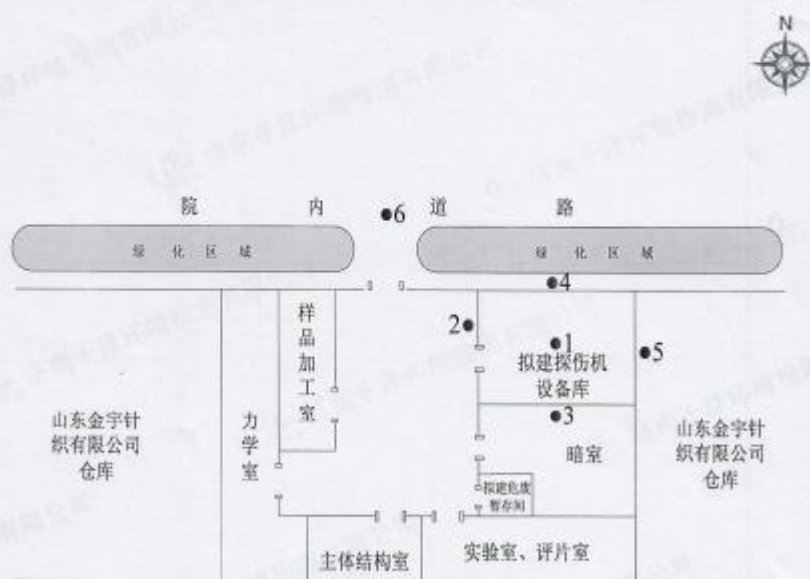 N
院 内 道 路
6
绿 化 区 域
绿 化 区 域
4
样品加工室
2
1
拟建探伤机
设备库
5
3
山东金宇针
织有限公司
仓库
力学室
暗室
山东金宇针
织有限公司
仓库
拟建危废
暂存间
主体结构室
实验室、评片室